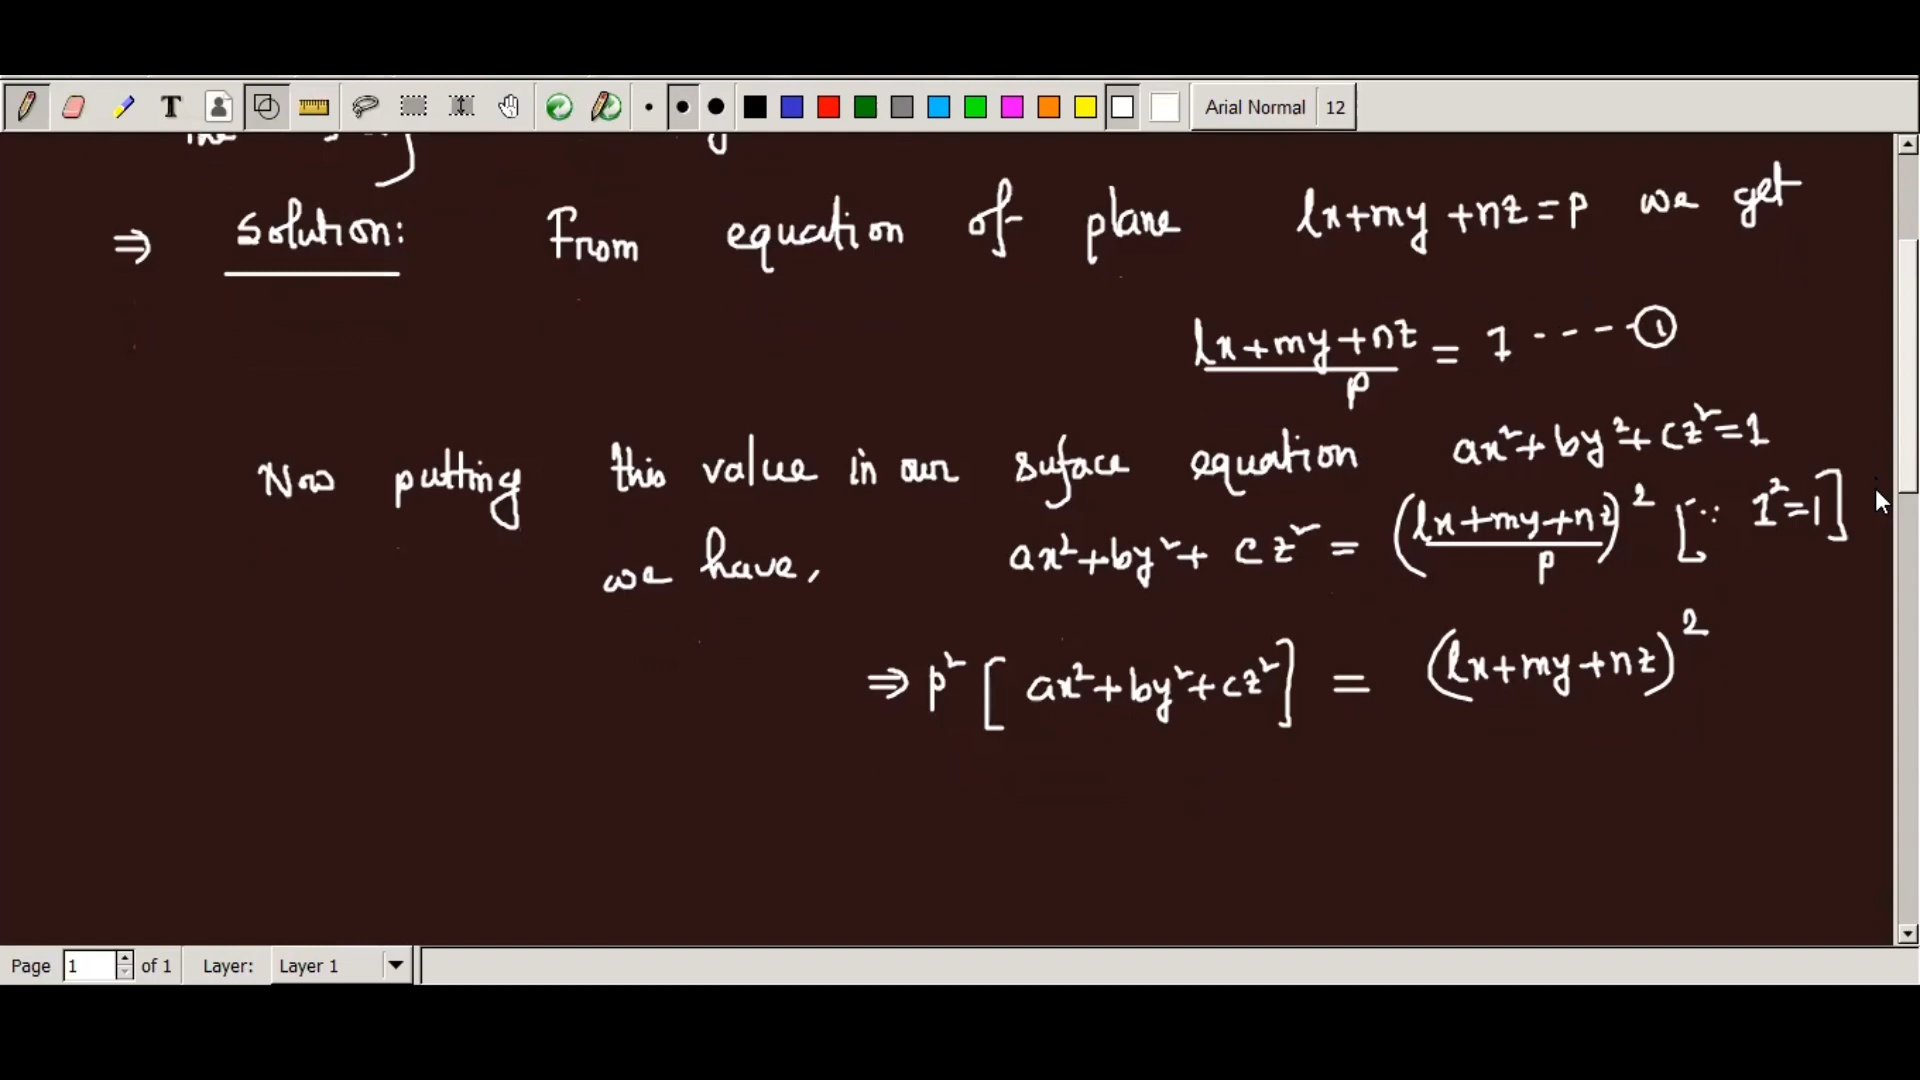 T Arial Normal 12
the
⇒ Solution: From equation of plane lx+my+nz=p we get
(lx+my+nz)/p = 1 ----①
Now putting this value in our suface equation ax²+by²+cz²=1
we have, ax²+by²+cz² = ((lx+my+nz)/p)² [∵ 1²=1]
⇒ p² [ax²+by²+cz²] = (lx+my+nz)²
Page 1 of 1 Layer: Layer 1